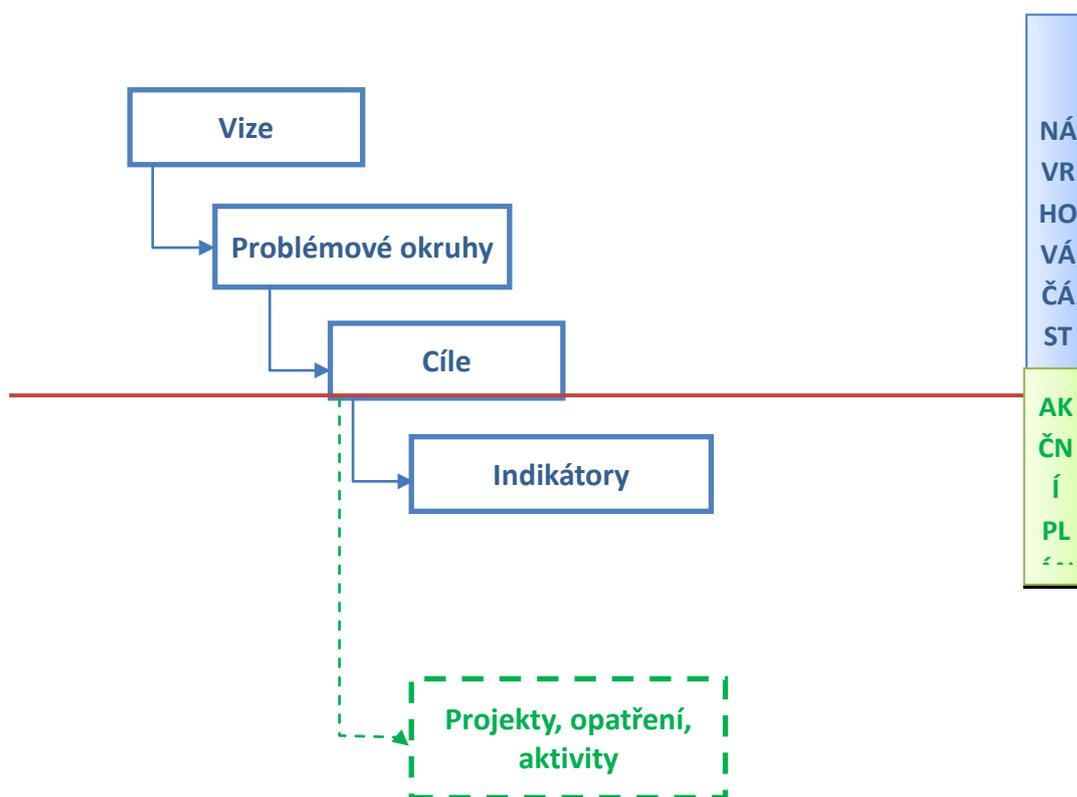 Vize
Problémové okruhy
Cíle
Indikátory
Projekty, opatření,
aktivity
NÁ
VR
HO
VÁ
ČÁ
ST
AK
ČN
Í
PL